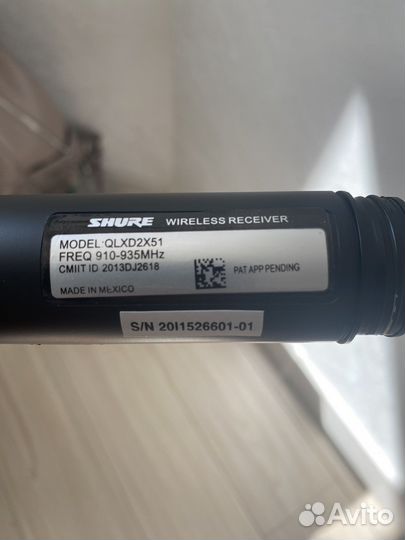 SHURE WIRELESS RECEIVER
MODEL:QLXD2X51
FREQ 910-935MHz
CMIIT ID 2013DJ2618
PAT APP PENDING
MADE IN MEXICO
S/N 20I1526601-01
Avito